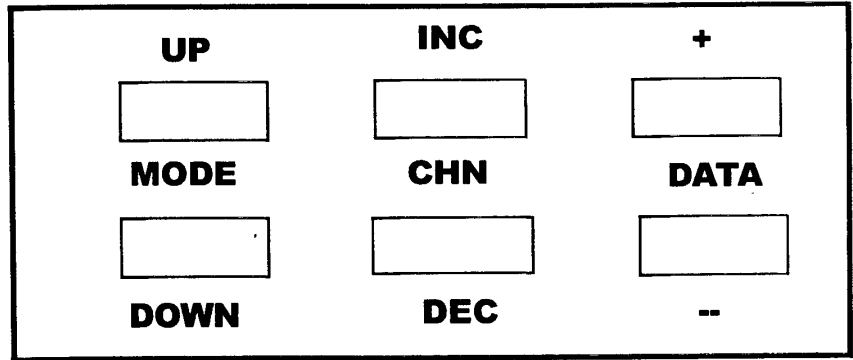 UP INC +
MODE CHN DATA
DOWN DEC --